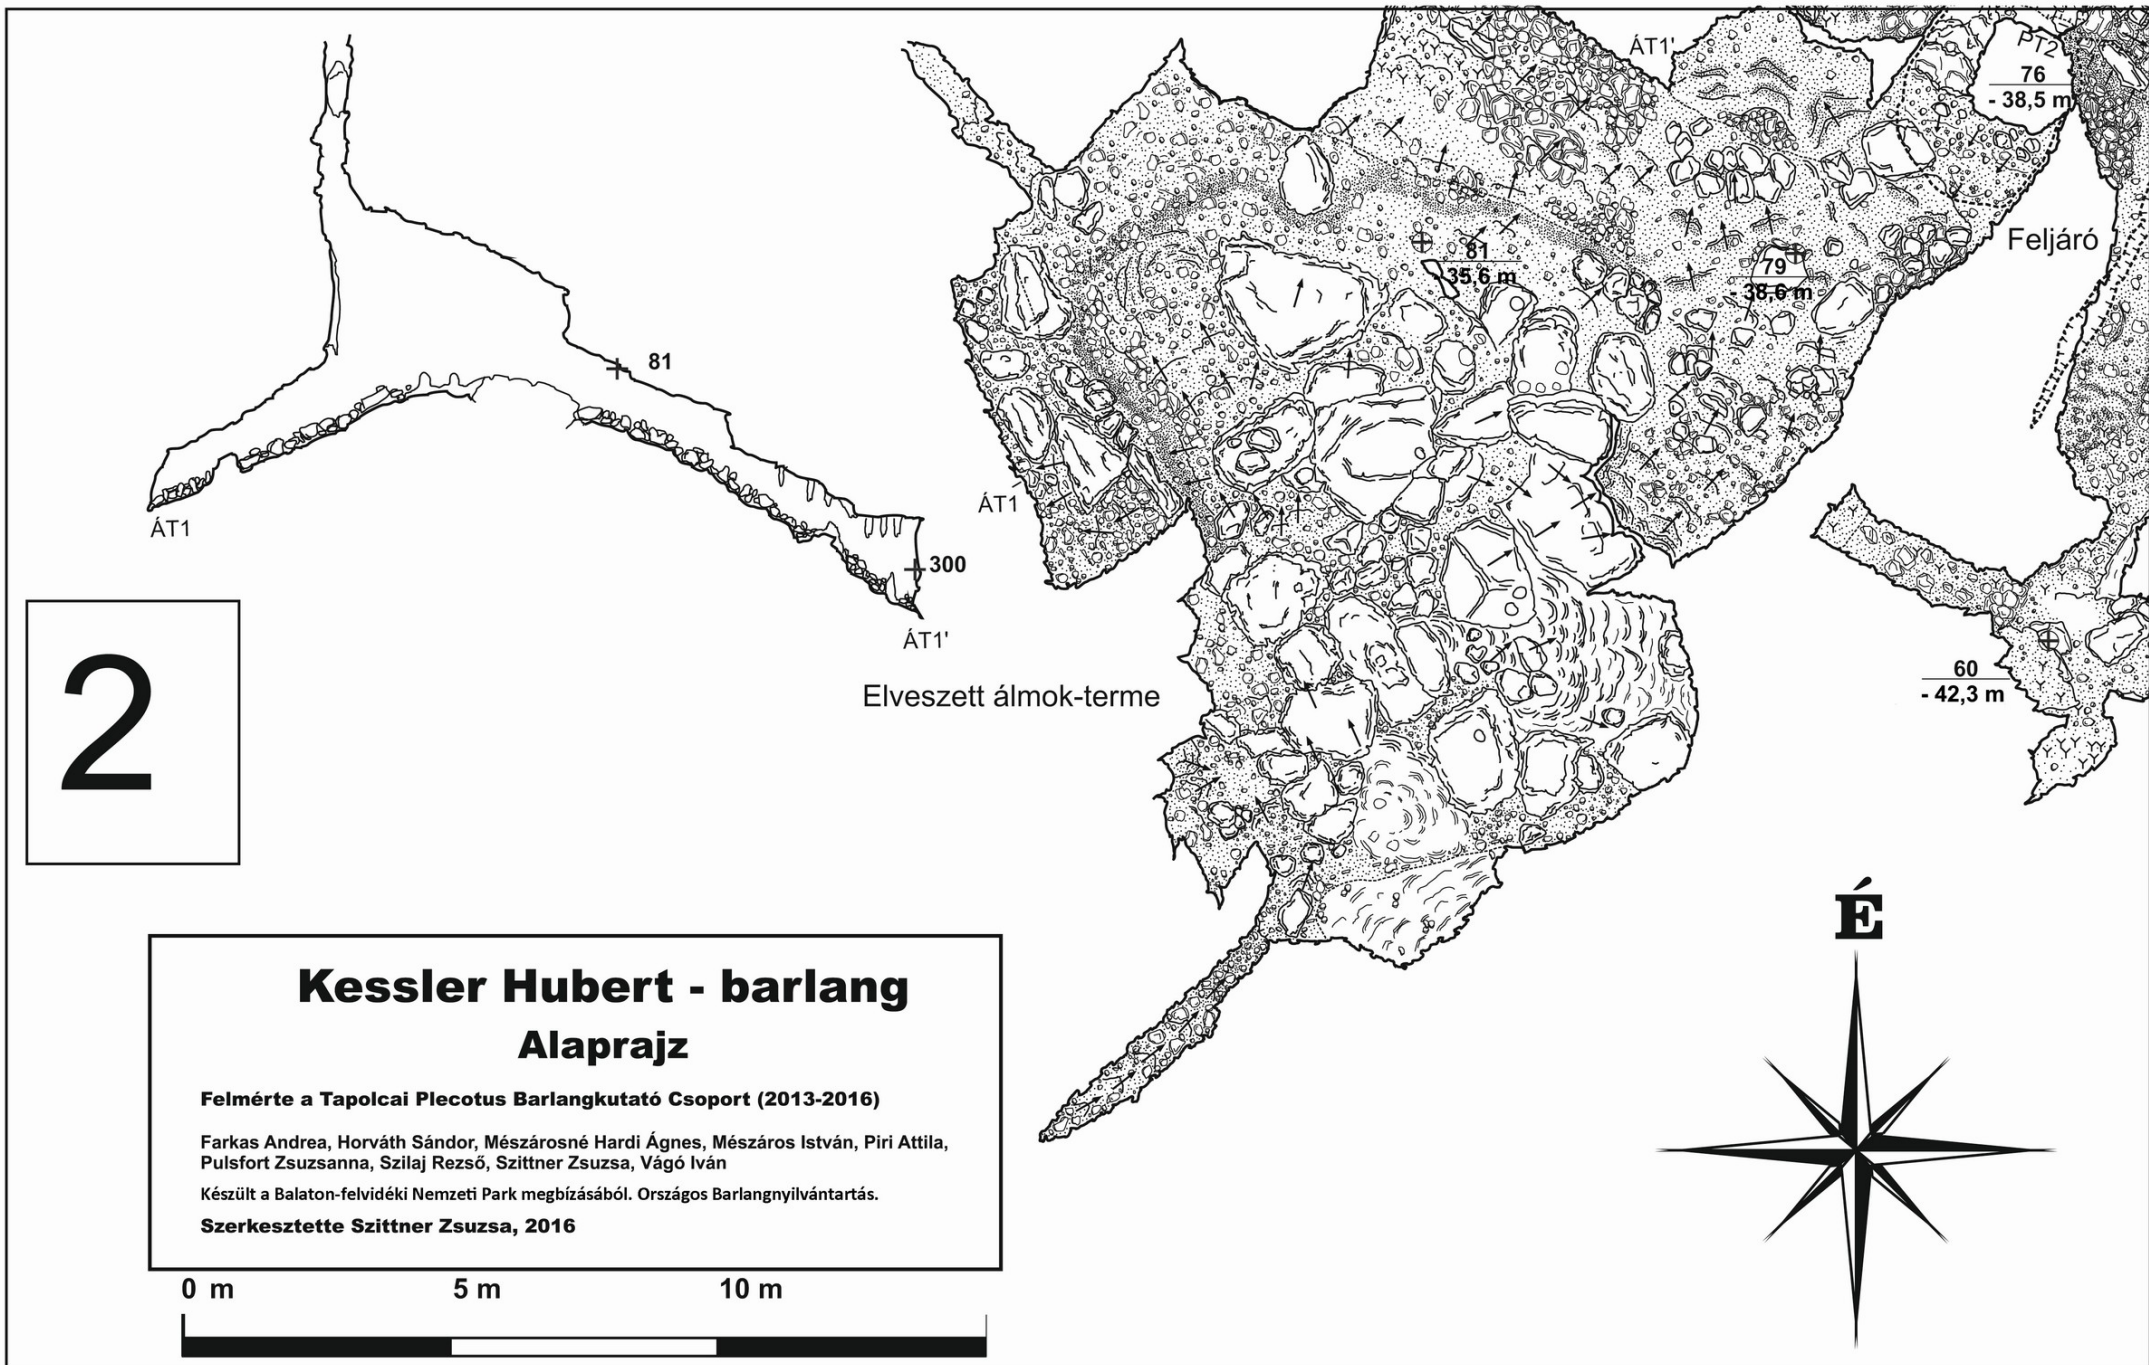 ÁT1'
PT2
76
- 38,5 m
Feljáró
81
35,6 m
79
38,6 m
81
ÁT1
ÁT1
300
ÁT1'
2
Elveszett álmok-terme
60
- 42,3 m
É
Kessler Hubert - barlang
Alaprajz
Felmérte a Tapolcai Plecotus Barlangkutató Csoport (2013-2016)
Farkas Andrea, Horváth Sándor, Mészárosné Hardi Ágnes, Mészáros István, Piri Attila,
Pulsfort Zsuzsanna, Szilaj Rezső, Szittner Zsuzsa, Vágó Iván
Készült a Balaton-felvidéki Nemzeti Park megbízásából. Országos Barlangnyilvántartás.
Szerkesztette Szittner Zsuzsa, 2016
0 m 5 m 10 m